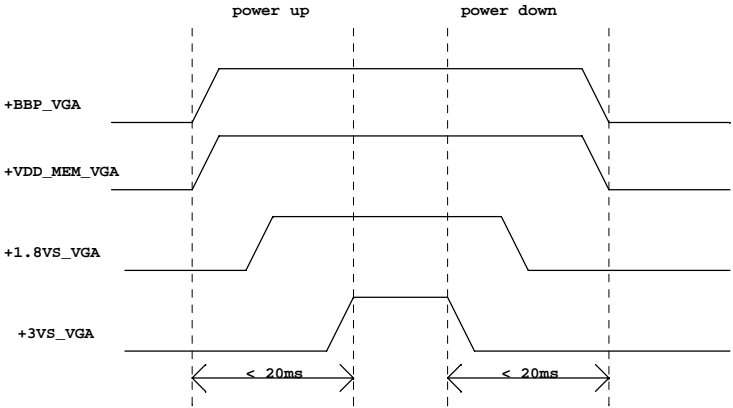 power up power down
+BBP_VGA
+VDD_MEM_VGA
+1.8VS_VGA
+3VS_VGA
< 20ms < 20ms